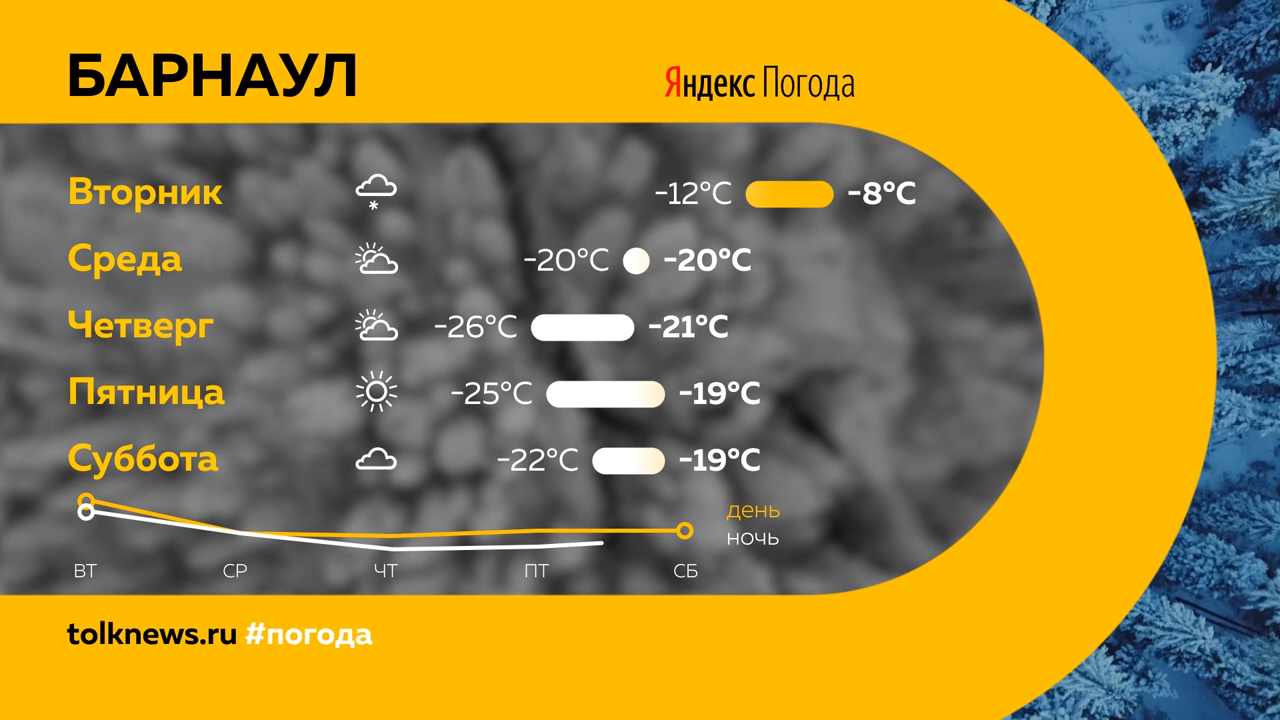 БАРНАУЛ
Яндекс Погода
Вторник -12°C -8°C
Среда -20°C -20°C
Четверг -26°C -21°C
Пятница -25°C -19°C
Суббота -22°C -19°C
день
ночь
ВТ СР ЧТ ПТ СБ
tolknews.ru #погода